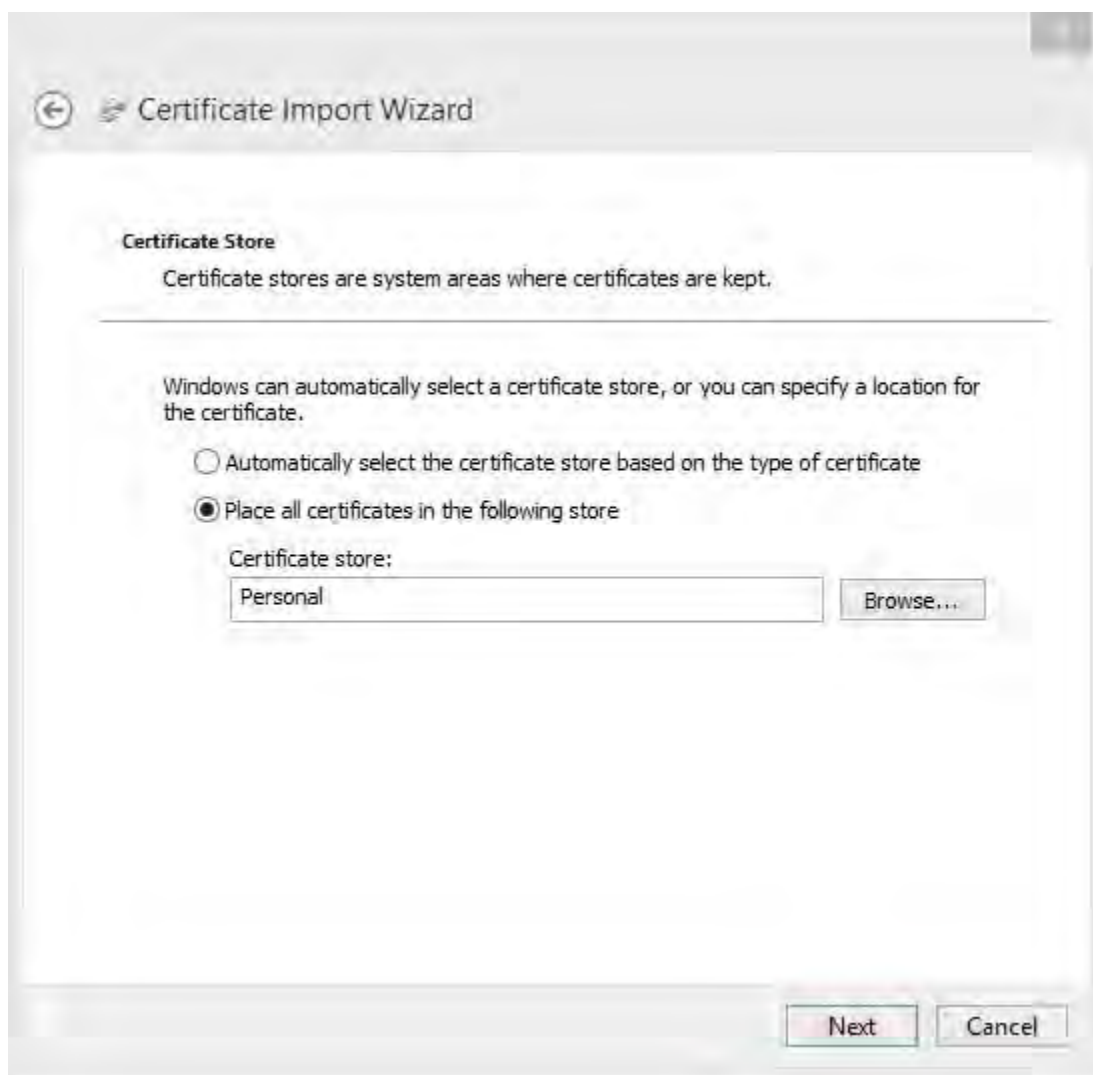 Certificate Import Wizard
Certificate Store
Certificate stores are system areas where certificates are kept.
Windows can automatically select a certificate store, or you can specify a location for
the certificate.
Automatically select the certificate store based on the type of certificate
Place all certificates in the following store
Certificate store:
Personal
Browse...
Next
Cancel